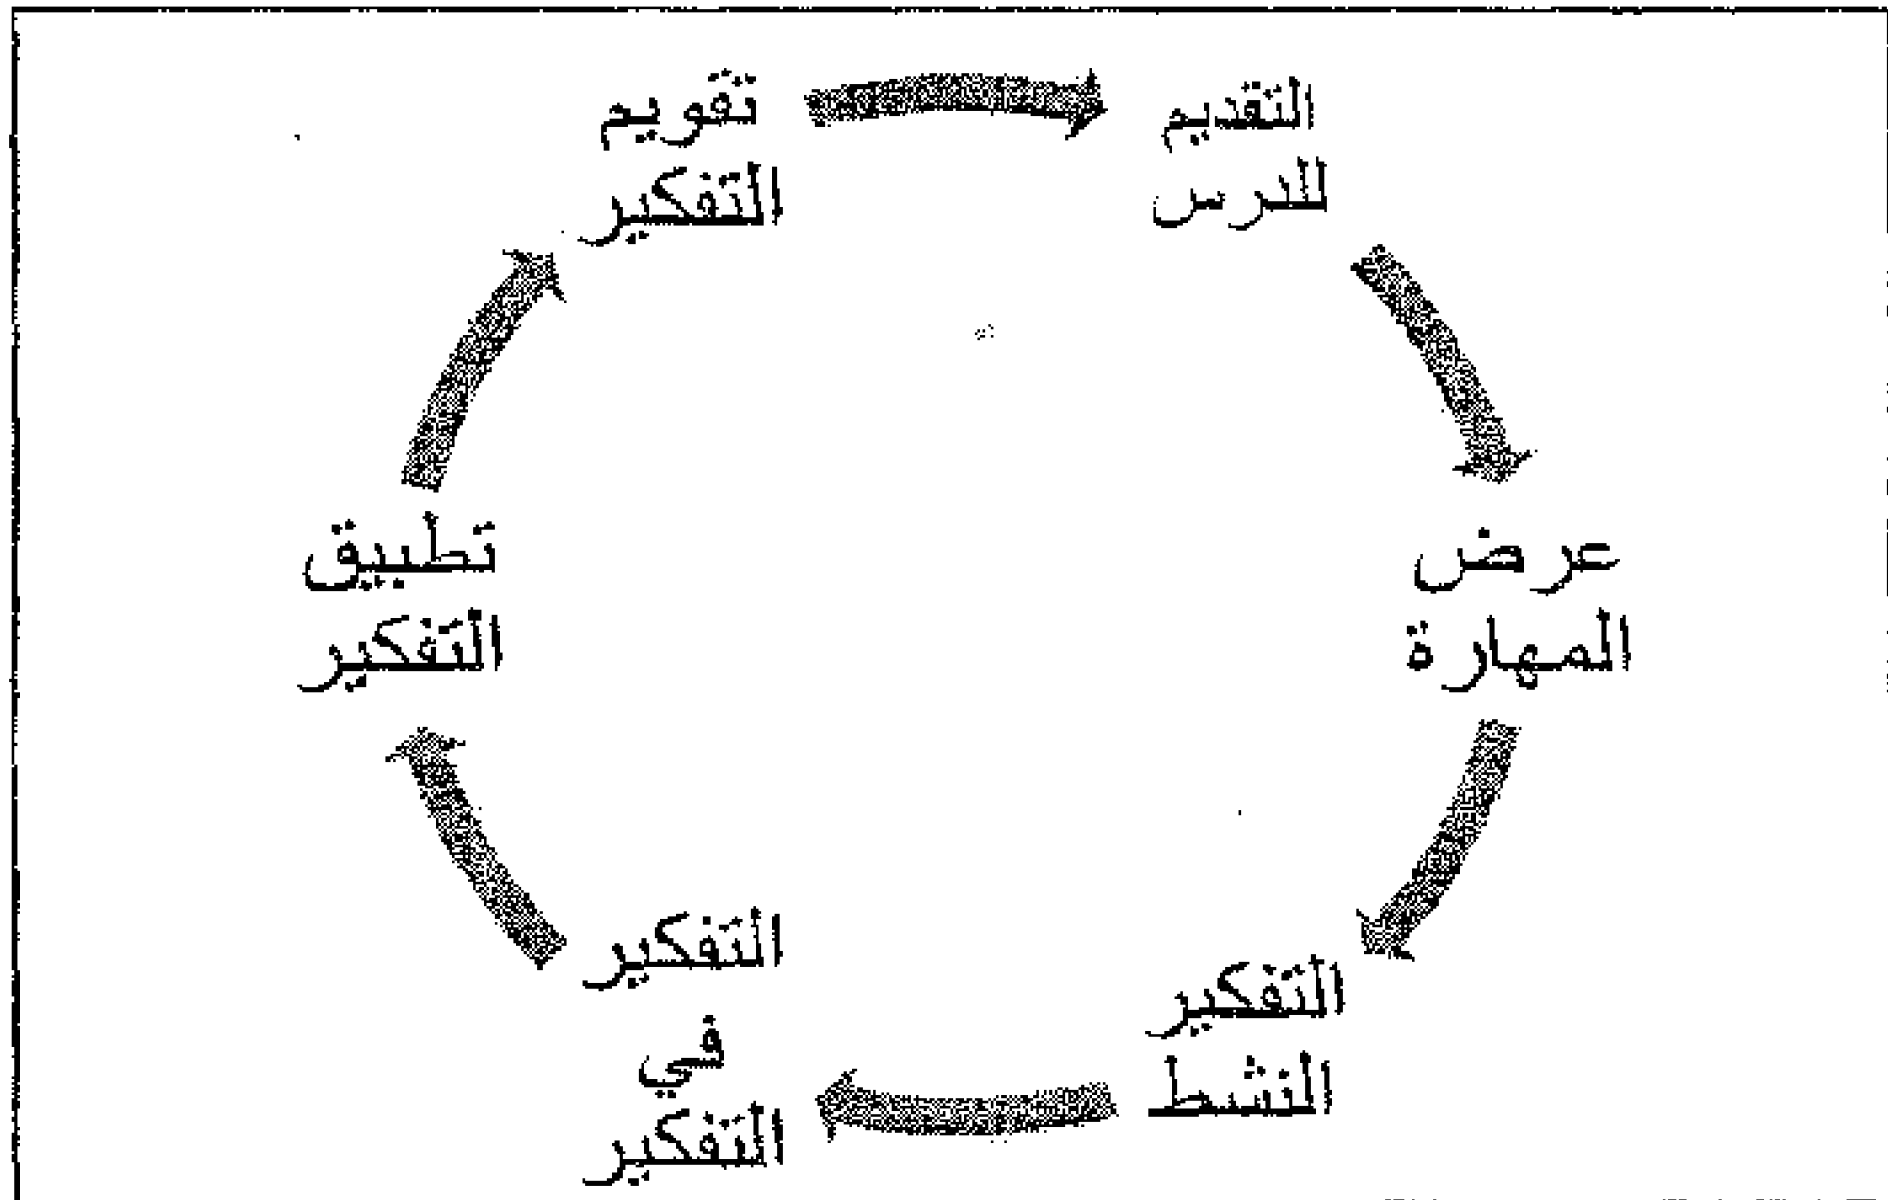 التقديم
للدرس
عرض
المهارة
التفكير
النشط
التفكير
في
التفكير
تطبيق
التفكير
تقويم
التفكير